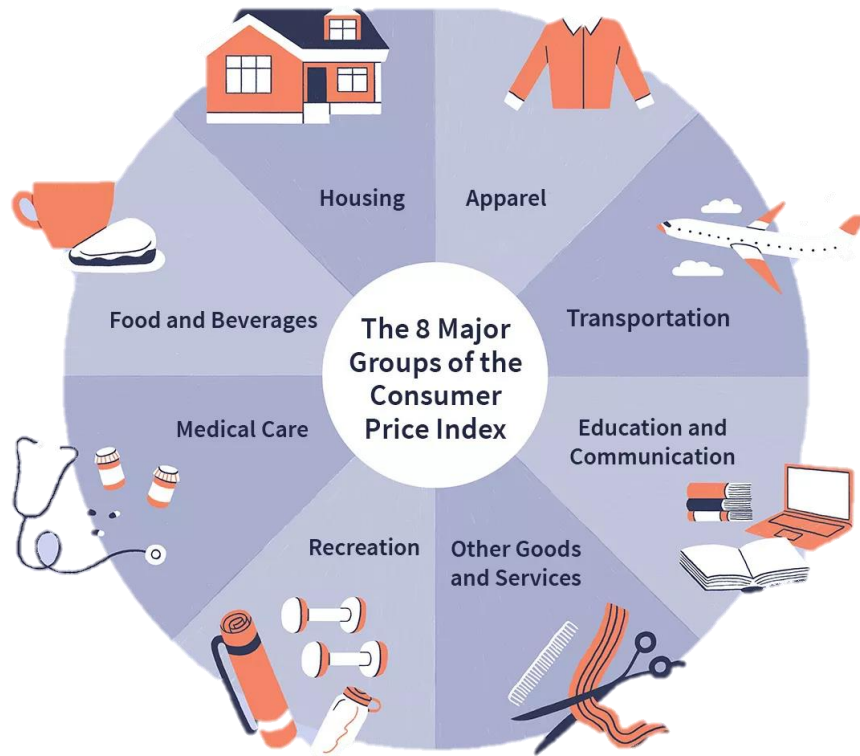 Housing
Apparel
Transportation
Food and Beverages
The 8 Major
Groups of the
Consumer
Price Index
Medical Care
Education and
Communication
Recreation
Other Goods
and Services